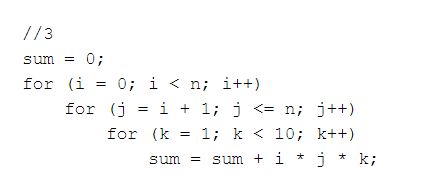 //3
sum = 0;
for (i = 0; i < n; i++)
    for (j = i + 1; j <= n; j++)
        for (k = 1; k < 10; k++)
            sum = sum + i * j * k;